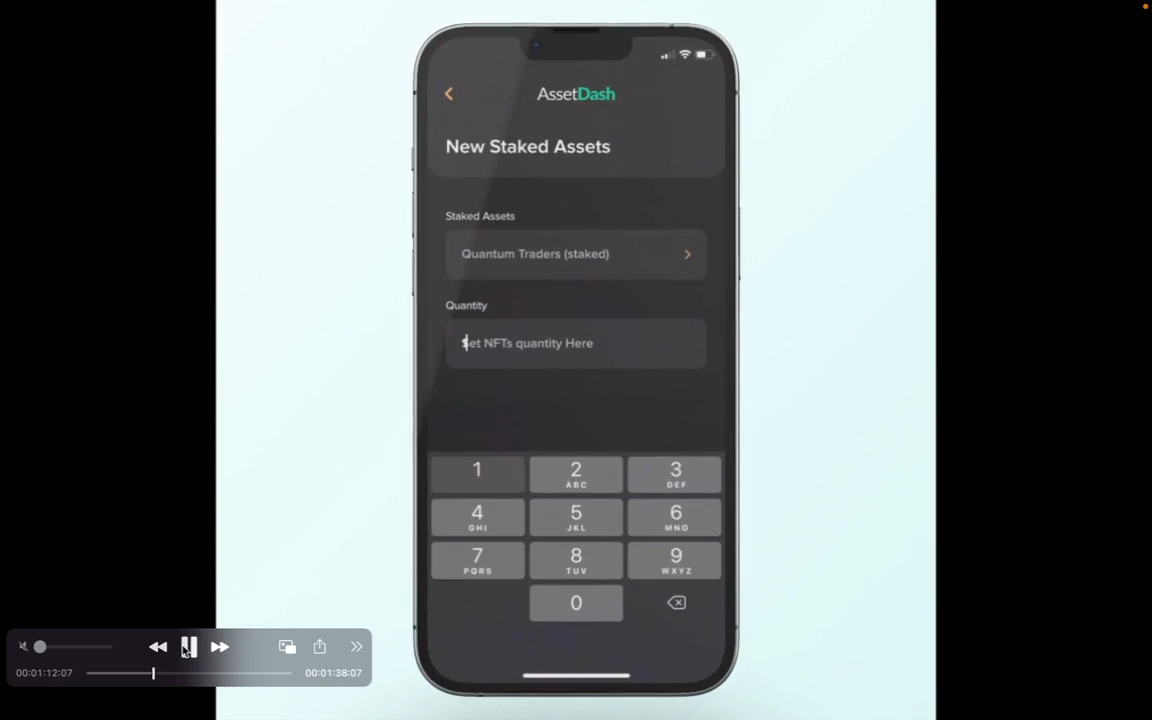 AssetDash
New Staked Assets
Staked Assets
Quantum Traders (staked)
Quantity
Set NFTs quantity Here
1
2
ABC
3
DEF
4
GHI
5
JKL
6
MNO
7
PQRS
8
TUV
9
WXYZ
0
00:01:12:07
00:01:38:07